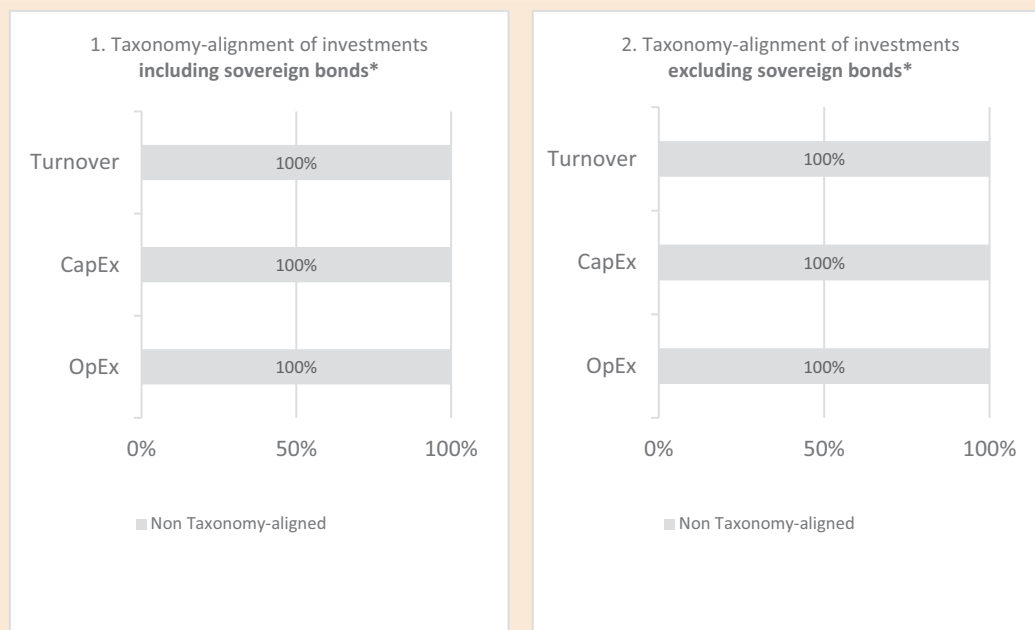 1. Taxonomy-alignment of investments
including sovereign bonds*
Turnover
100%
CapEx
100%
OpEx
100%
0%
50%
100%
Non Taxonomy-aligned
2. Taxonomy-alignment of investments
excluding sovereign bonds*
Turnover
100%
CapEx
100%
OpEx
100%
0%
50%
100%
Non Taxonomy-aligned